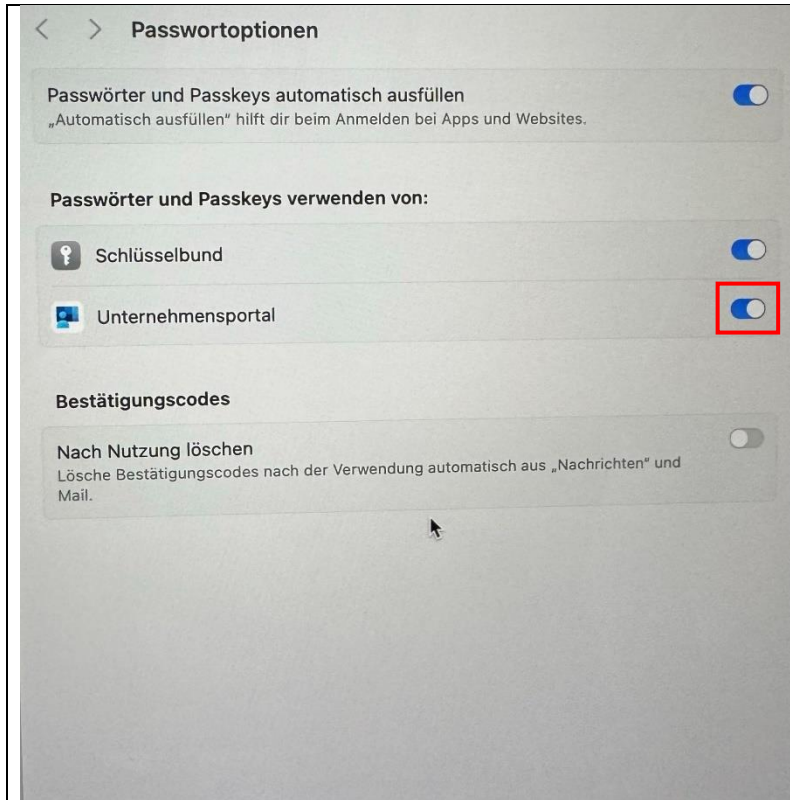 Passwortoptionen
Passwörter und Passkeys automatisch ausfüllen
„Automatisch ausfüllen“ hilft dir beim Anmelden bei Apps und Websites.
Passwörter und Passkeys verwenden von:
Schlüsselbund
Unternehmensportal
Bestätigungscodes
Nach Nutzung löschen
Lösche Bestätigungscodes nach der Verwendung automatisch aus „Nachrichten“ und
Mail.